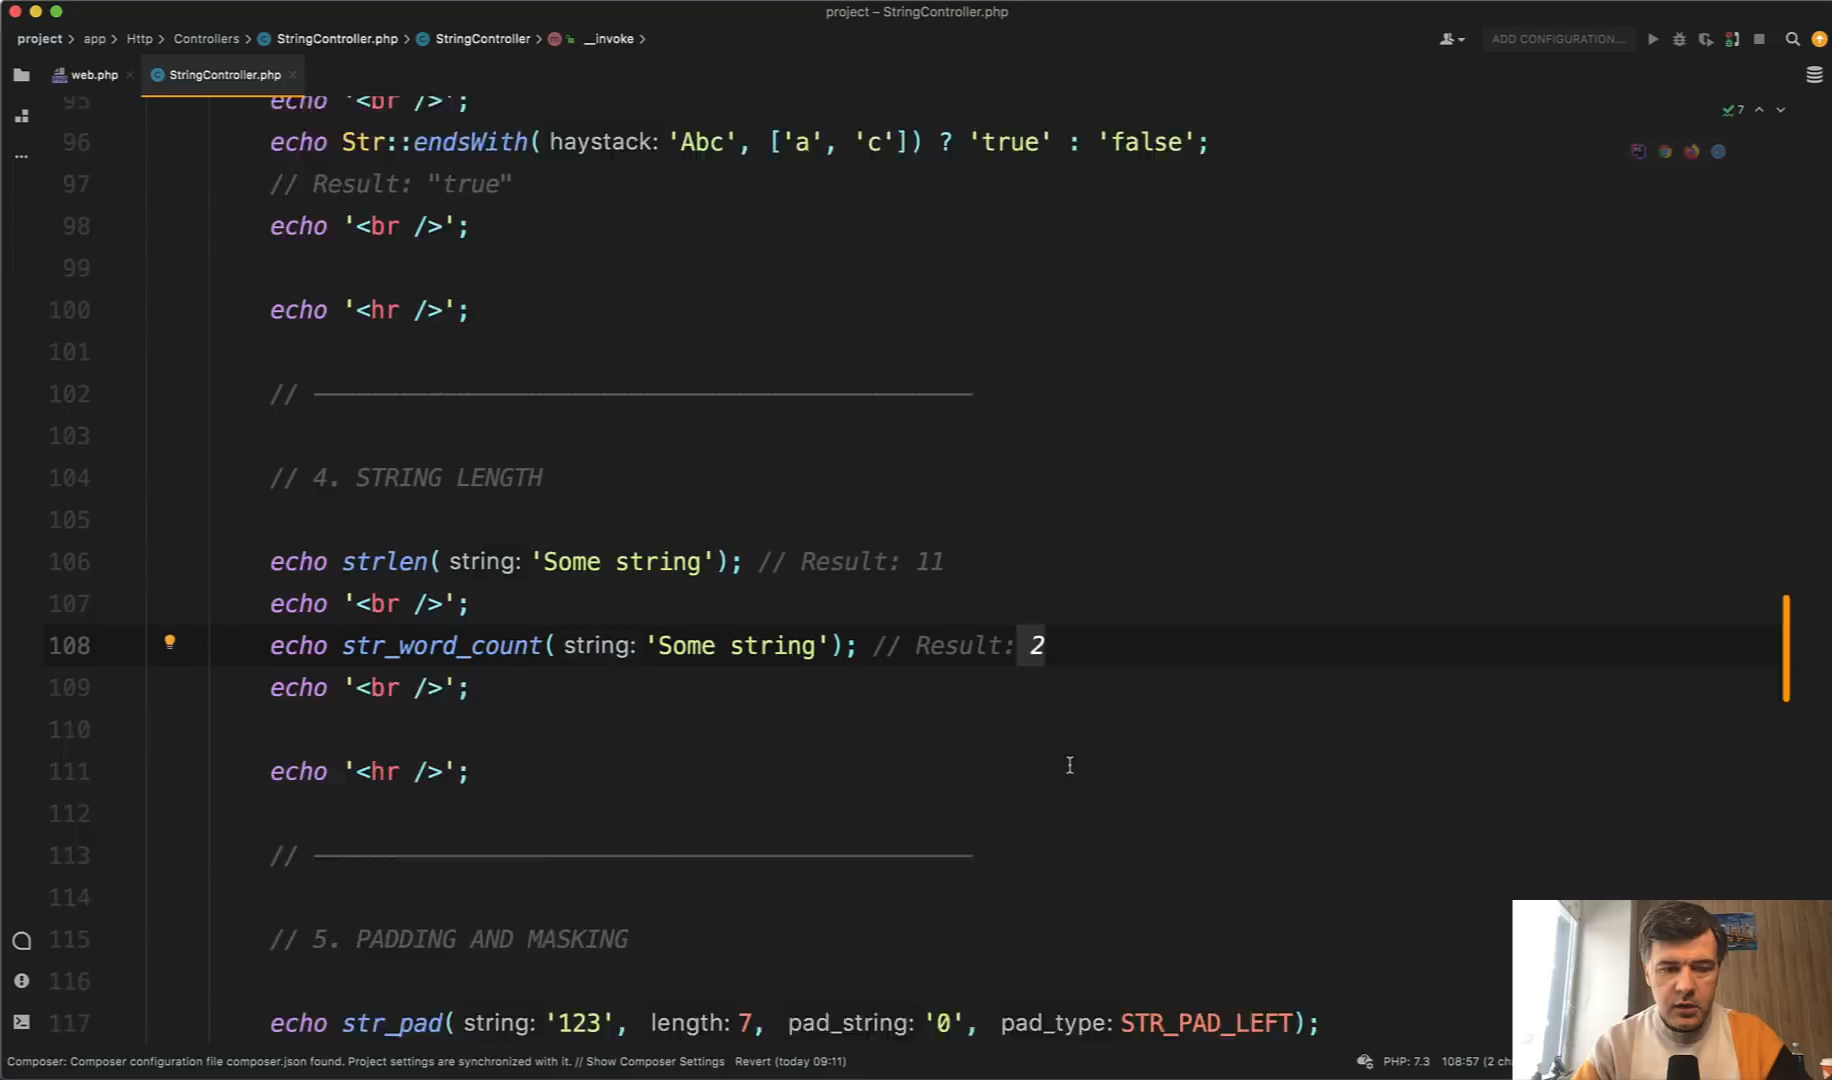 project – StringController.php
project > app > Http > Controllers > StringController.php > StringController > __invoke >
ADD CONFIGURATION...
web.php
StringController.php
7
95 echo '<br />';
96 echo Str::endsWith( haystack: 'Abc', ['a', 'c']) ? 'true' : 'false';
97 // Result: "true"
98 echo '<br />';
99
100 echo '<hr />';
101
102 // ——————————————————————————————
103
104 // 4. STRING LENGTH
105
106 echo strlen( string: 'Some string'); // Result: 11
107 echo '<br />';
108 echo str_word_count( string: 'Some string'); // Result: 2
109 echo '<br />';
110
111 echo '<hr />';
112
113 // ——————————————————————————————
114
115 // 5. PADDING AND MASKING
116
117 echo str_pad( string: '123', length: 7, pad_string: '0', pad_type: STR_PAD_LEFT);
Composer: Composer configuration file composer.json found. Project settings are synchronized with it. // Show Composer Settings Revert (today 09:11)
PHP: 7.3 108:57 (2